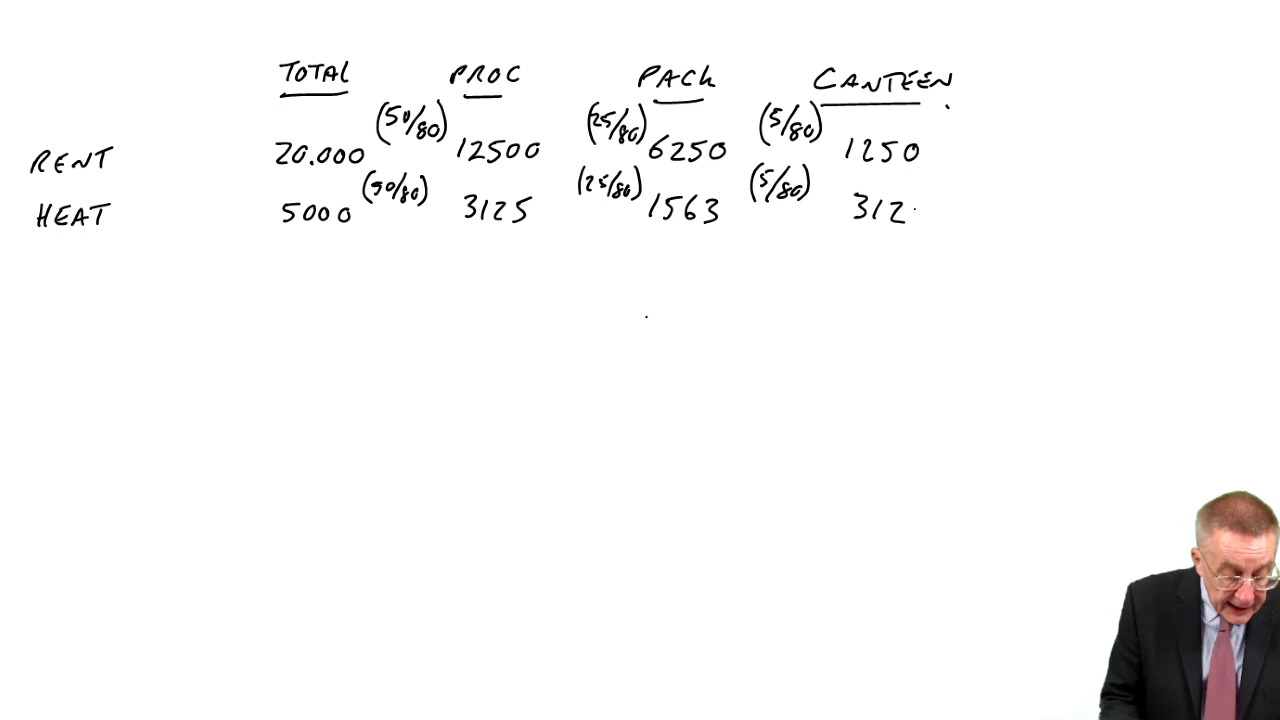 TOTAL PROC PACK CANTEEN
(50/80) (25/80) (5/80)
RENT 20.000 12500 6250 1250
(50/80) (25/80) (5/80)
HEAT 5000 3125 1563 312